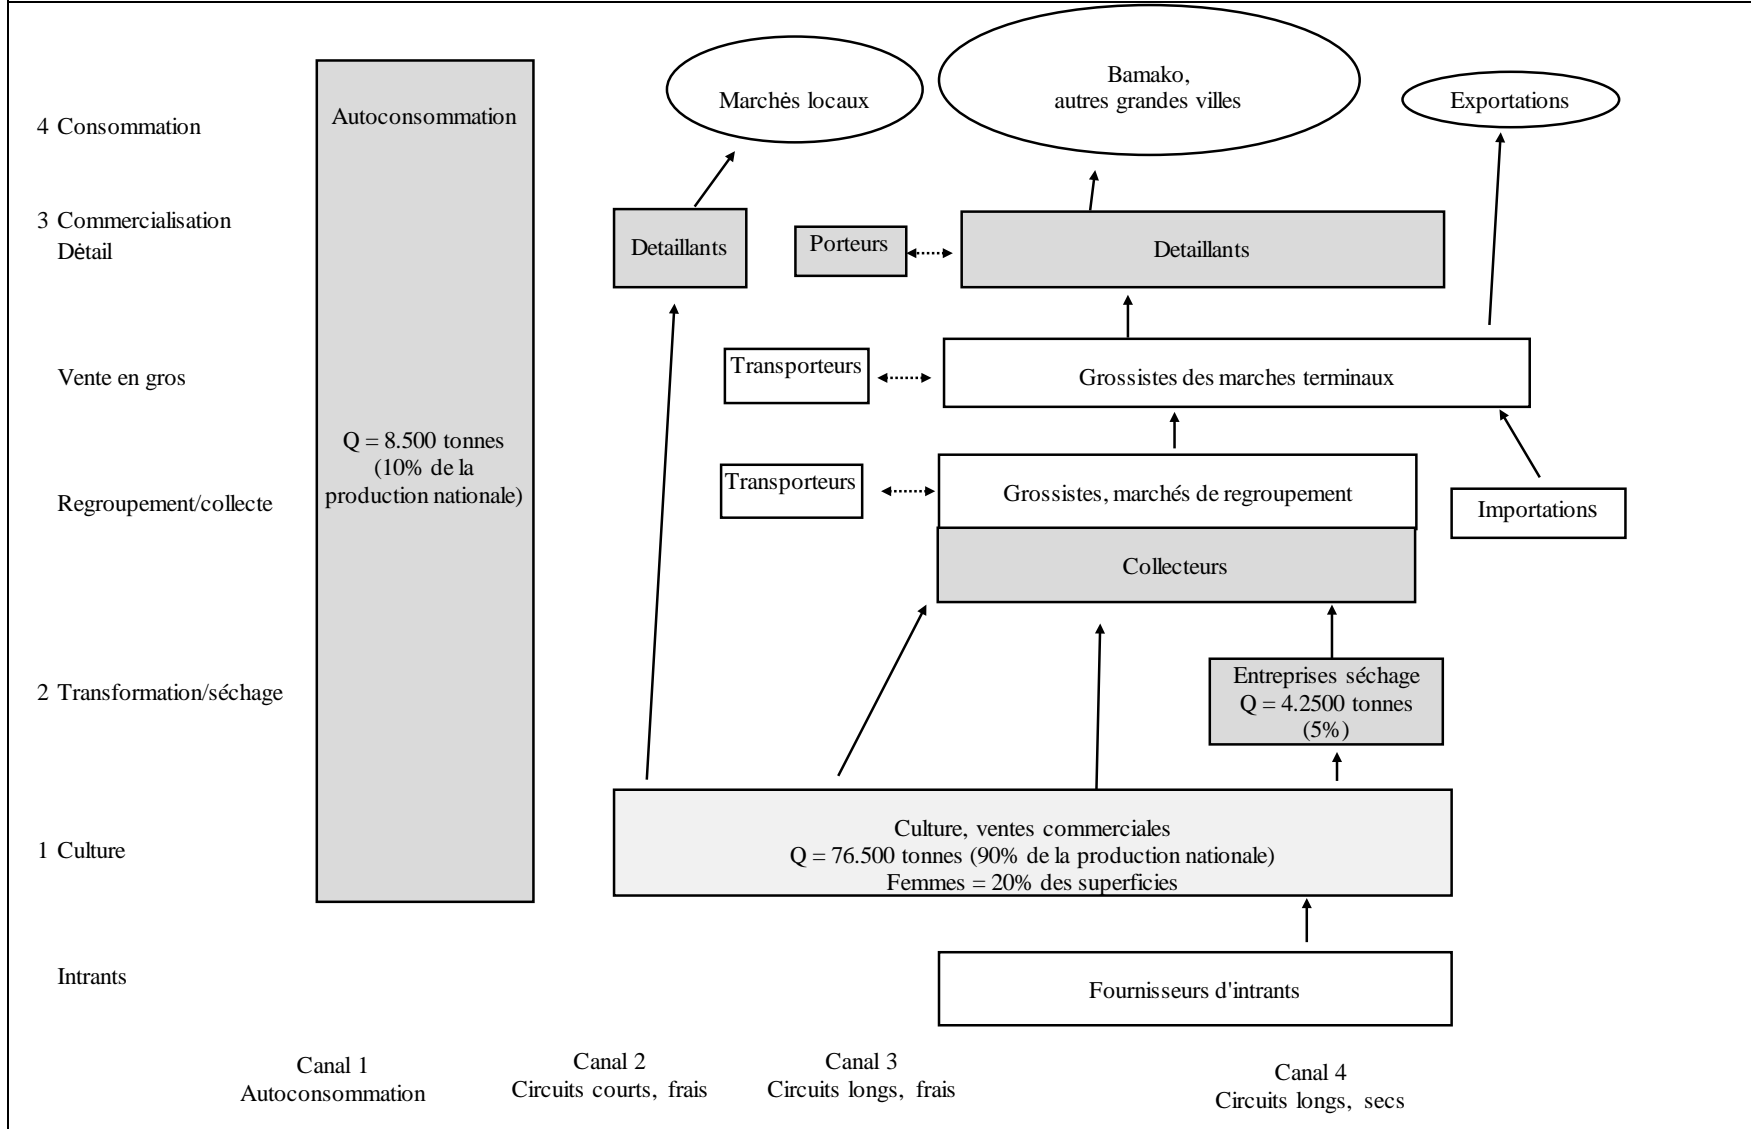 4 Consommation
Autoconsommation
Marchés locaux
Bamako,
autres grandes villes
Exportations
3 Commercialisation
Détail
Detaillants
Porteurs
Detaillants
Vente en gros
Transporteurs
Grossistes des marches terminaux
Q = 8.500 tonnes
(10% de la
production nationale)
Regroupement/collecte
Transporteurs
Grossistes, marchés de regroupement
Importations
Collecteurs
2 Transformation/séchage
Entreprises séchage
Q = 4.2500 tonnes
(5%)
1 Culture
Culture, ventes commerciales
Q = 76.500 tonnes (90% de la production nationale)
Femmes = 20% des superficies
Intrants
Fournisseurs d'intrants
Canal 1
Autoconsommation
Canal 2
Circuits courts, frais
Canal 3
Circuits longs, frais
Canal 4
Circuits longs, secs